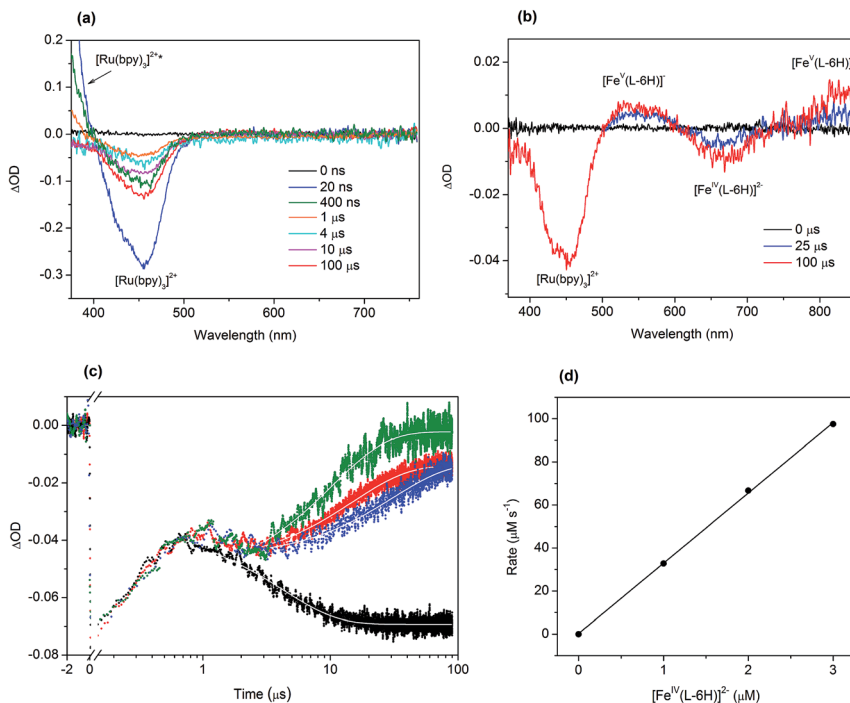 (a)
[Ru(bpy)₃]²⁺*
[Ru(bpy)₃]²⁺
0 ns
20 ns
400 ns
1 μs
4 μs
10 μs
100 μs
0.2
0.1
0.0
-0.1
-0.2
-0.3
ΔOD
400
500
600
700
Wavelength (nm)
(b)
[Feⱽ(L-6H)]⁻
[Feⱽ(L-6H)]
[Feᴵⱽ(L-6H)]²⁻
[Ru(bpy)₃]²⁺
0 μs
25 μs
100 μs
0.02
0.00
-0.02
-0.04
ΔOD
400
500
600
700
800
Wavelength (nm)
(c)
0.00
-0.02
-0.04
-0.06
-0.08
ΔOD
-2
0
1
10
100
Time (μs)
(d)
100
80
60
40
20
0
Rate (μM s⁻¹)
0
1
2
3
[Feᴵⱽ(L-6H)]²⁻ (μM)